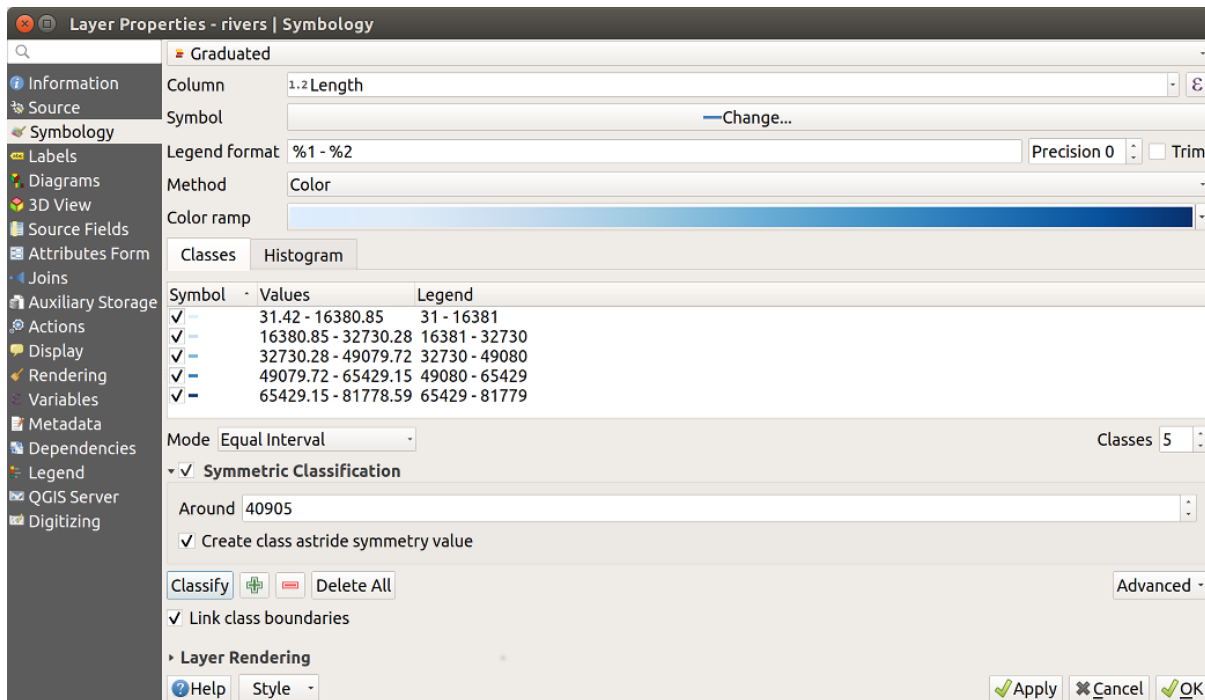 Layer Properties - rivers | Symbology
Information
Source
Symbology
Labels
Diagrams
3D View
Source Fields
Attributes Form
Joins
Auxiliary Storage
Actions
Display
Rendering
Variables
Metadata
Dependencies
Legend
QGIS Server
Digitizing
Graduated
Column 1.2 Length ε
Symbol Change...
Legend format %1 - %2 Precision 0 Trim
Method Color
Color ramp
Classes Histogram
Symbol Values Legend
31.42 - 16380.85 31 - 16381
16380.85 - 32730.28 16381 - 32730
32730.28 - 49079.72 32730 - 49080
49079.72 - 65429.15 49080 - 65429
65429.15 - 81778.59 65429 - 81779
Mode Equal Interval Classes 5
Symmetric Classification
Around 40905
Create class astride symmetry value
Classify Delete All Advanced
Link class boundaries
Layer Rendering
Help Style Apply Cancel OK